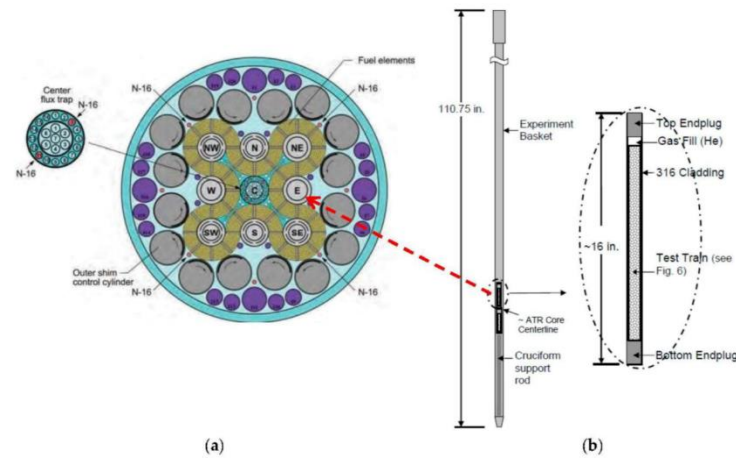 Fuel elements
Center
flux trap
N-16
N-16
N-16
N-16
NW
N
NE
W
C
E
SW
S
SE
Outer shim
control cylinder
N-16
N-16
(a)
110.75 in.
Experiment
Basket
~ ATR Core
Centerline
Cruciform
support
rod
~16 in.
Top Endplug
Gas Fill (He)
316 Cladding
Test Train (see
Fig. 6)
Bottom Endplug
(b)